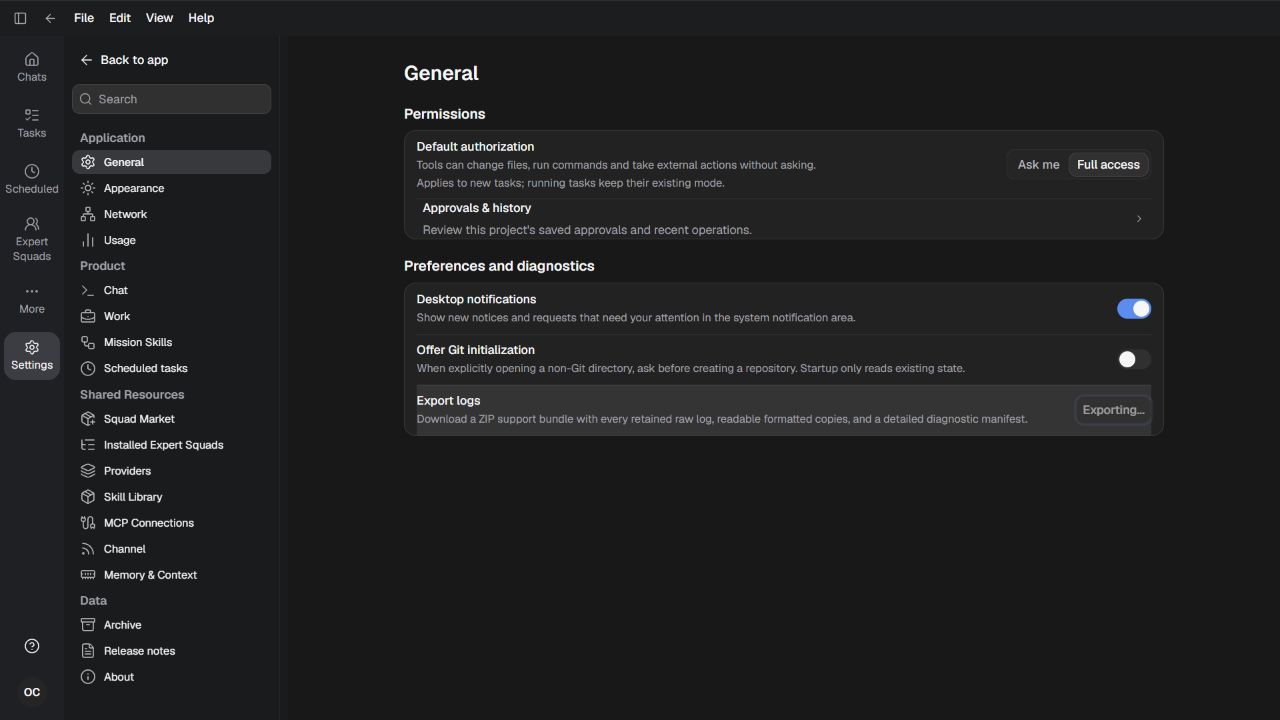 File Edit View Help
Chats
Tasks
Scheduled
Expert
Squads
More
Settings
OC
Back to app
Search
Application
General
Appearance
Network
Usage
Product
Chat
Work
Mission Skills
Scheduled tasks
Shared Resources
Squad Market
Installed Expert Squads
Providers
Skill Library
MCP Connections
Channel
Memory & Context
Data
Archive
Release notes
About
General
Permissions
Default authorization
Tools can change files, run commands and take external actions without asking.
Applies to new tasks; running tasks keep their existing mode.
Ask me Full access
Approvals & history
Review this project's saved approvals and recent operations.
Preferences and diagnostics
Desktop notifications
Show new notices and requests that need your attention in the system notification area.
Offer Git initialization
When explicitly opening a non-Git directory, ask before creating a repository. Startup only reads existing state.
Export logs
Download a ZIP support bundle with every retained raw log, readable formatted copies, and a detailed diagnostic manifest.
Exporting...